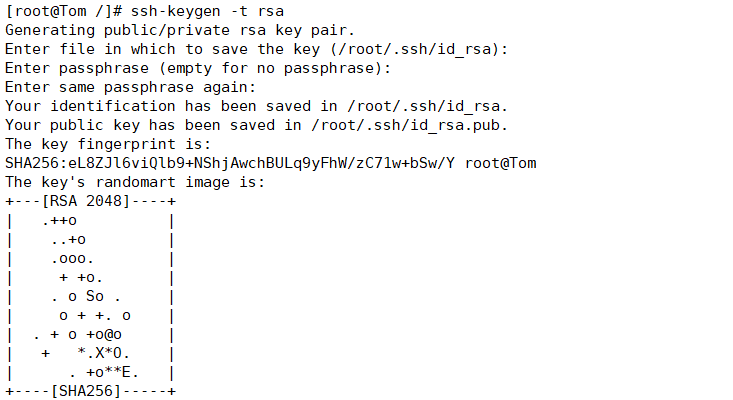 [root@Tom /]# ssh-keygen -t rsa
Generating public/private rsa key pair.
Enter file in which to save the key (/root/.ssh/id_rsa):
Enter passphrase (empty for no passphrase):
Enter same passphrase again:
Your identification has been saved in /root/.ssh/id_rsa.
Your public key has been saved in /root/.ssh/id_rsa.pub.
The key fingerprint is:
SHA256:eL8ZJl6viQlb9+NShjAwchBULq9yFhW/zC71w+bSw/Y root@Tom
The key's randomart image is:
+---[RSA 2048]----+
|   .++o          |
|    ..+o         |
|    .ooo.        |
|     + +o.       |
|    . o So .     |
|     o + +. o    |
|  . + o +o@o     |
|   +   *.X*O.    |
|      . +o**E.   |
+----[SHA256]-----+